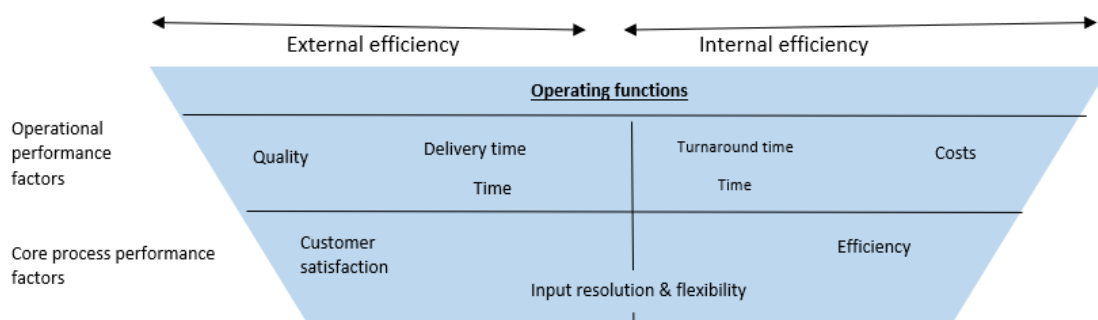 External efficiency
Internal efficiency
Operating functions
Operational
performance
factors
Quality
Delivery time
Turnaround time
Costs
Time
Time
Core process performance
factors
Customer
satisfaction
Efficiency
Input resolution & flexibility